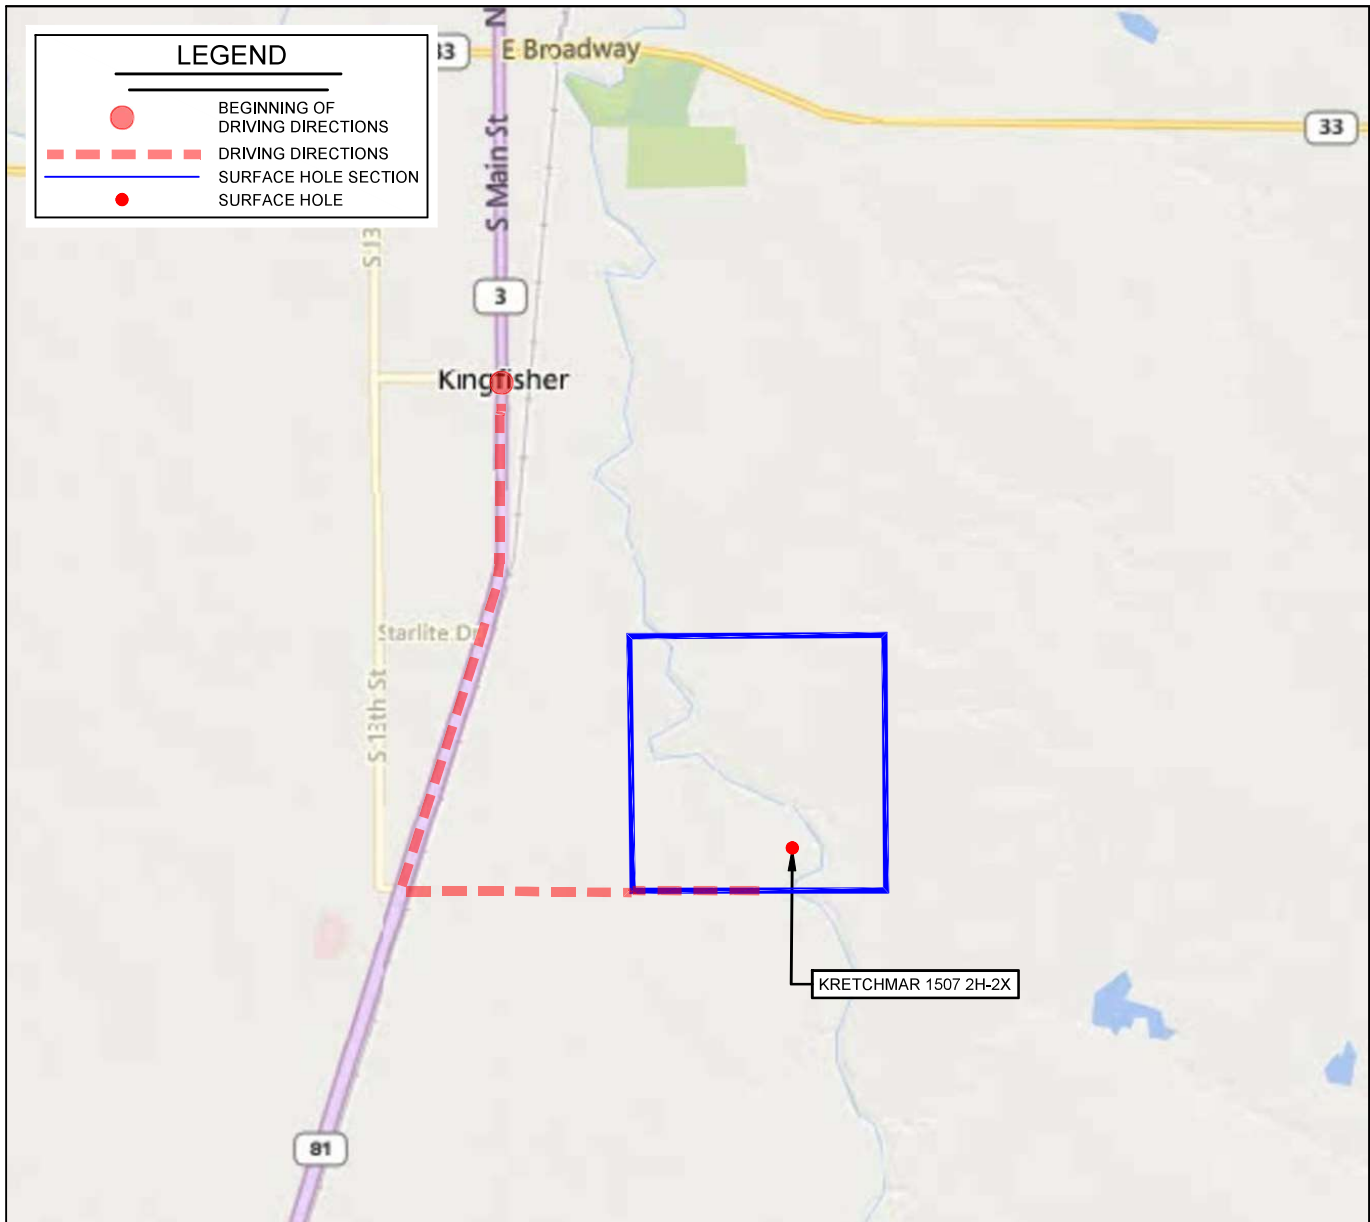 LEGEND
BEGINNING OF
DRIVING DIRECTIONS
DRIVING DIRECTIONS
SURFACE HOLE SECTION
SURFACE HOLE
N
33
E Broadway
33
S Main St
S 13
3
Kingfisher
Starlite Dr
S 13th St
KRETCHMAR 1507 2H-2X
81